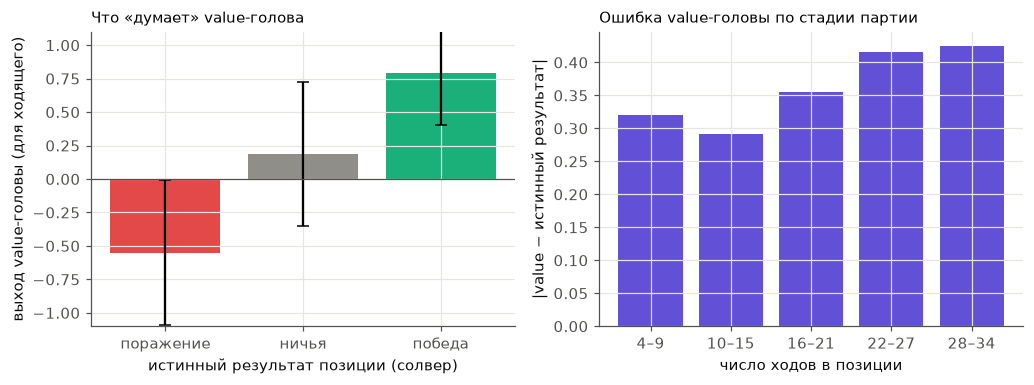 Что «думает» value-голова
выход value-головы (для ходящего)
1.00
0.75
0.50
0.25
0.00
−0.25
−0.50
−0.75
−1.00
поражение
ничья
победа
истинный результат позиции (солвер)
Ошибка value-головы по стадии партии
|value − истинный результат|
0.40
0.35
0.30
0.25
0.20
0.15
0.10
0.05
0.00
4–9
10–15
16–21
22–27
28–34
число ходов в позиции